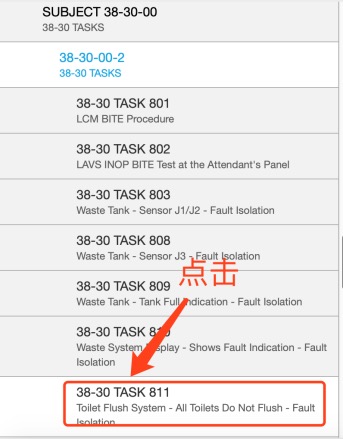 SUBJECT 38-30-00
38-30 TASKS
38-30-00-2
38-30 TASKS
38-30 TASK 801
LCM BITE Procedure
38-30 TASK 802
LAVS INOP BITE Test at the Attendant's Panel
38-30 TASK 803
Waste Tank - Sensor J1/J2 - Fault Isolation
38-30 TASK 808
Waste Tank - Sensor J3 - Fault Isolation
点击
38-30 TASK 809
Waste Tank - Tank Full Indication - Fault Isolation
38-30 TASK 810
Waste System Display - Shows Fault Indication - Fault
Isolation
38-30 TASK 811
Toilet Flush System - All Toilets Do Not Flush - Fault
Isolation